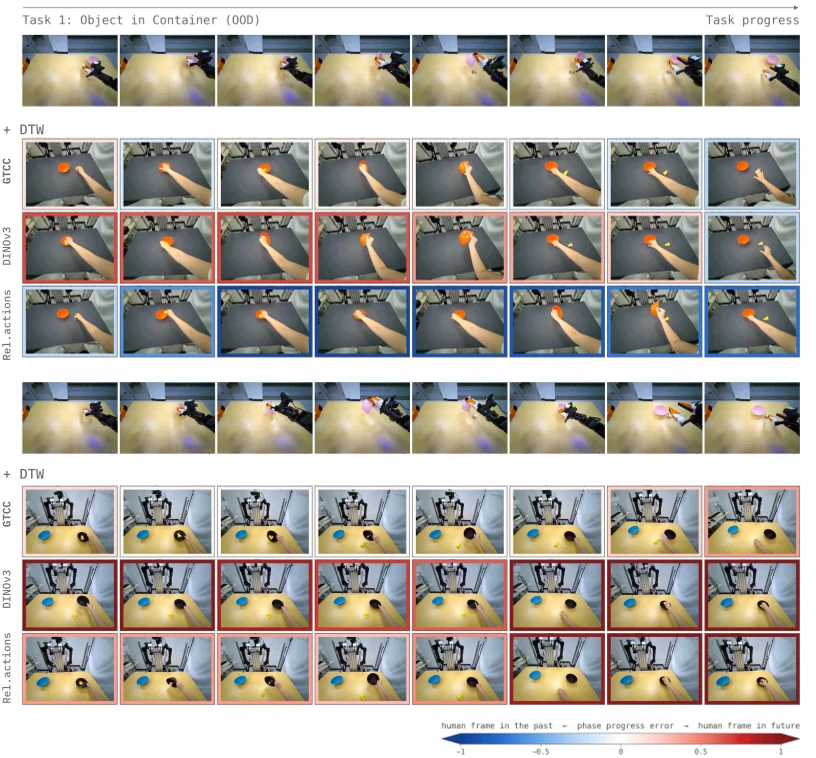 Task 1: Object in Container (OOD)
Task progress
+ DTW
GTCC
DINOv3
Rel.actions
+ DTW
GTCC
DINOv3
Rel.actions
human frame in the past ← phase progress error → human frame in future
−1 −0.5 0 0.5 1